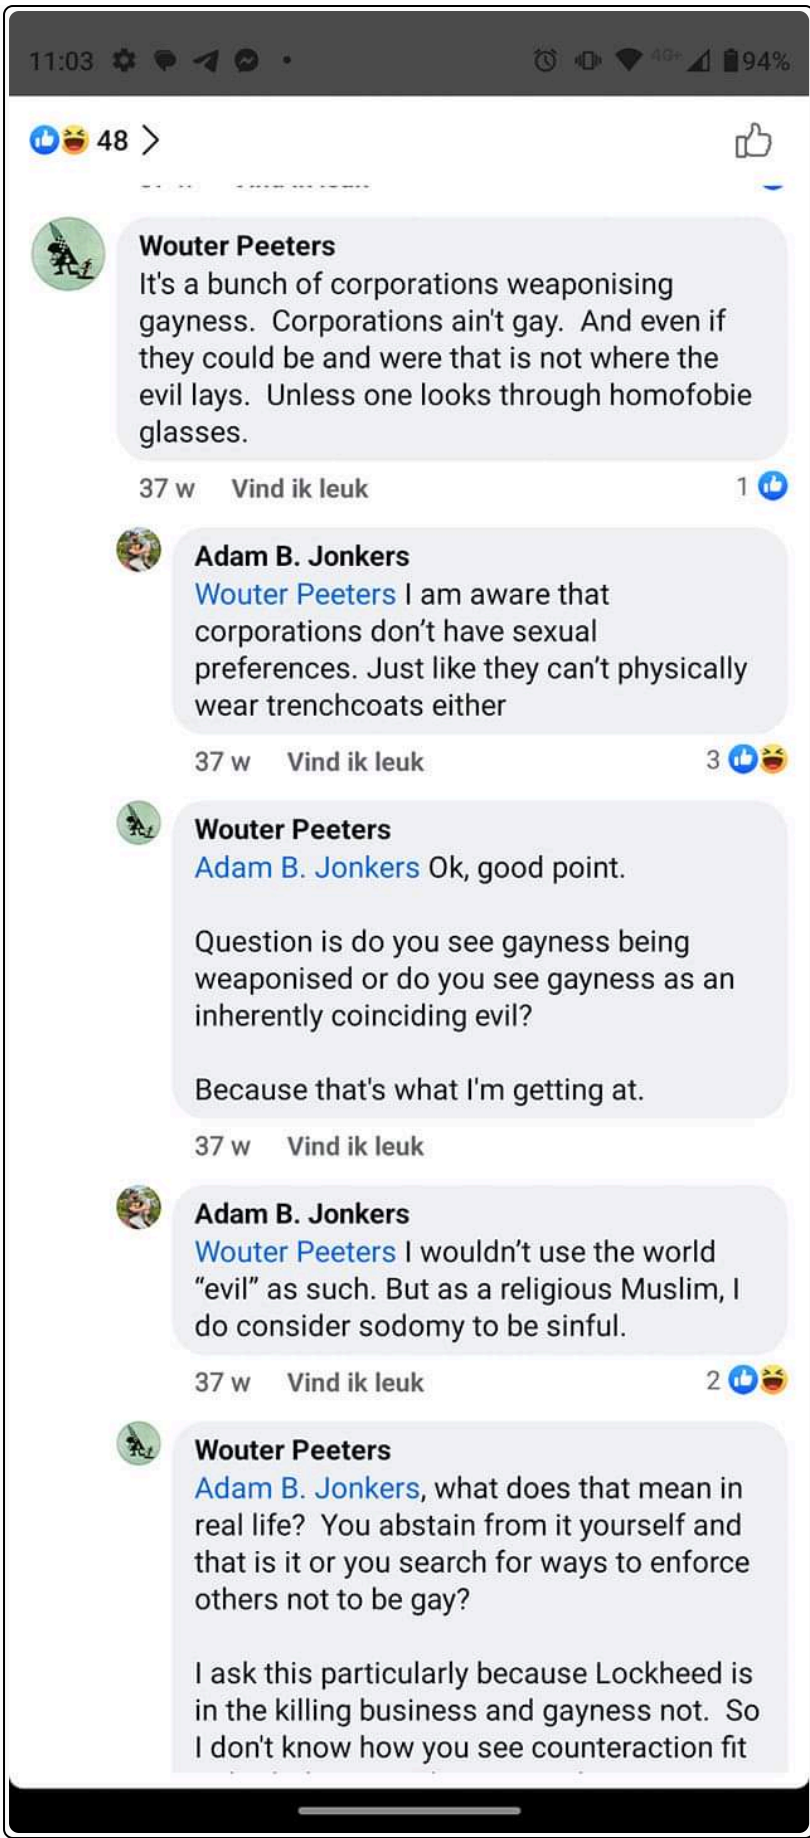 11:03
4G+
94%
48
Wouter Peeters
It's a bunch of corporations weaponising
gayness.  Corporations ain't gay.  And even if
they could be and were that is not where the
evil lays.  Unless one looks through homofobie
glasses.
37 w Vind ik leuk
1
Adam B. Jonkers
Wouter Peeters I am aware that
corporations don’t have sexual
preferences. Just like they can’t physically
wear trenchcoats either
37 w Vind ik leuk
3
Wouter Peeters
Adam B. Jonkers Ok, good point.
Question is do you see gayness being
weaponised or do you see gayness as an
inherently coinciding evil?
Because that's what I'm getting at.
37 w Vind ik leuk
Adam B. Jonkers
Wouter Peeters I wouldn’t use the world
“evil” as such. But as a religious Muslim, I
do consider sodomy to be sinful.
37 w Vind ik leuk
2
Wouter Peeters
Adam B. Jonkers, what does that mean in
real life?  You abstain from it yourself and
that is it or you search for ways to enforce
others not to be gay?
I ask this particularly because Lockheed is
in the killing business and gayness not.  So
I don't know how you see counteraction fit